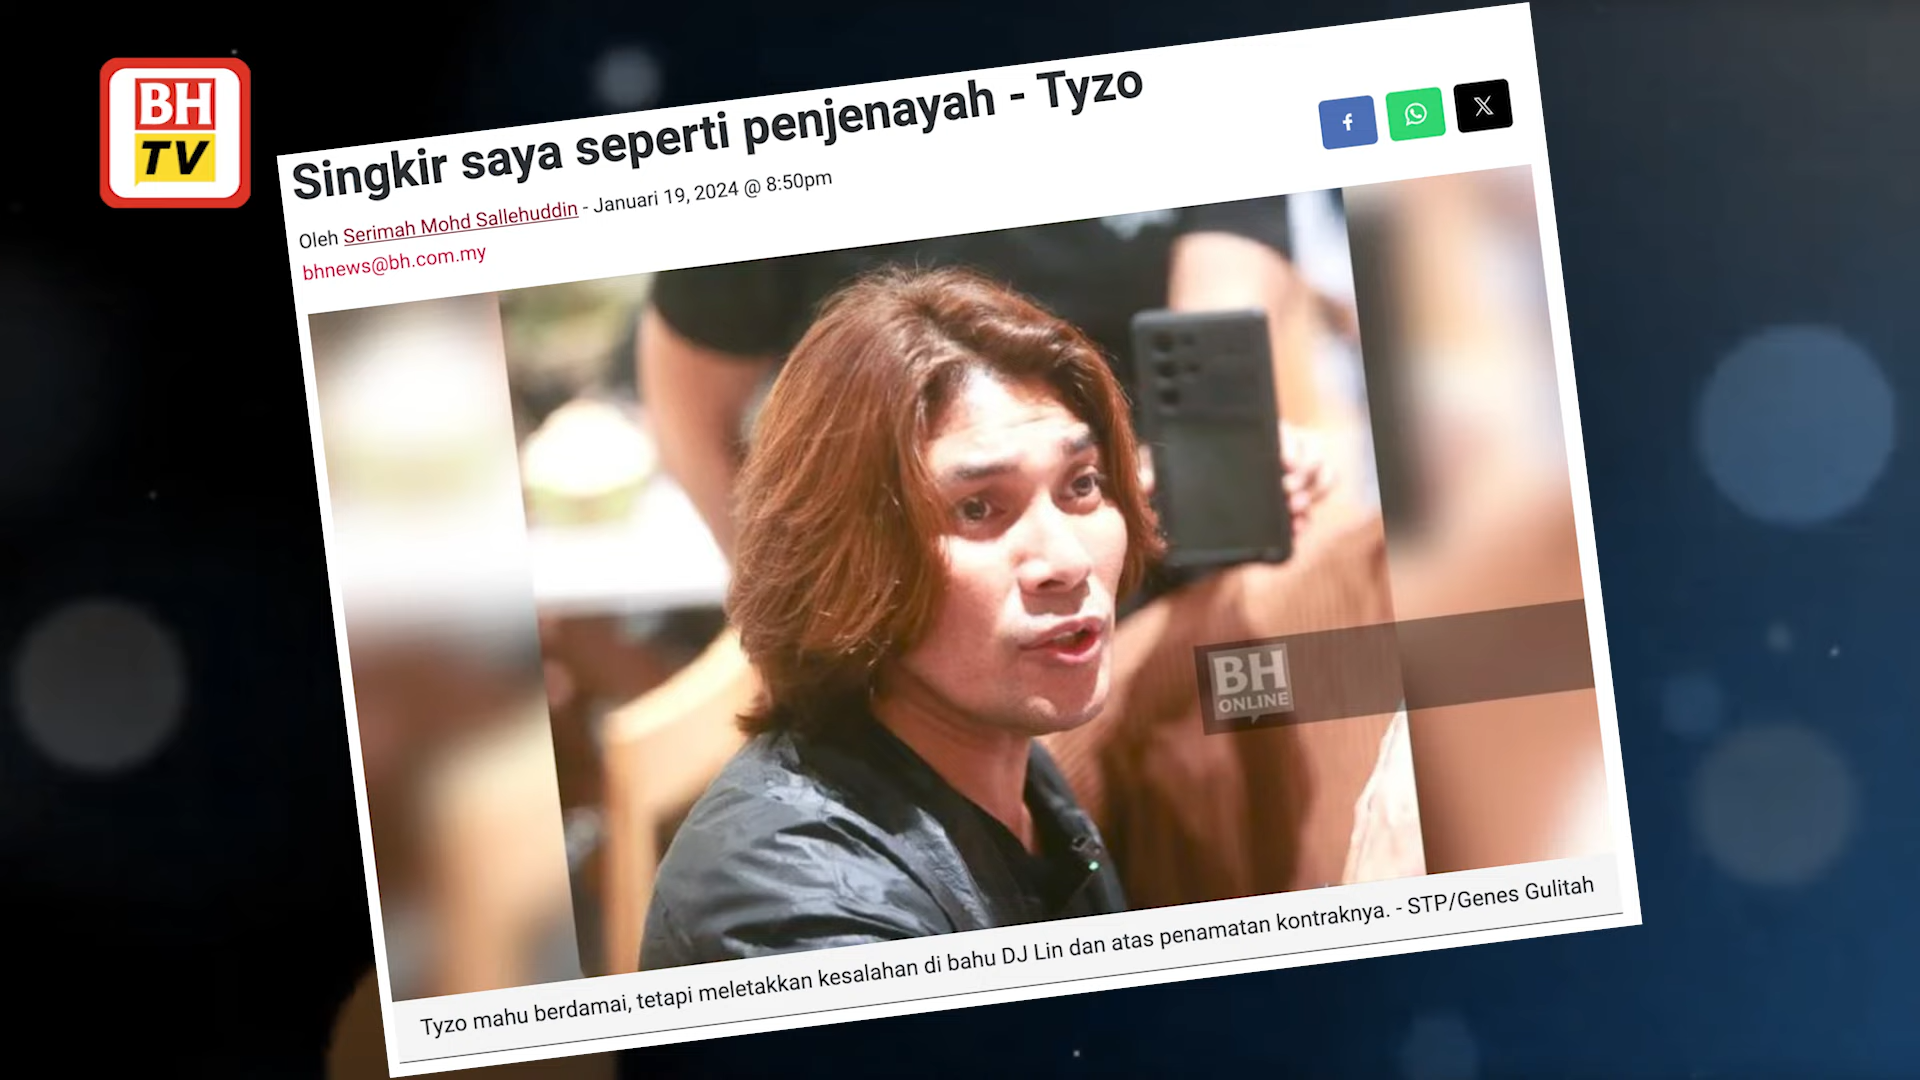 BH
TV
Singkir saya seperti penjenayah - Tyzo
Oleh Serimah Mohd Sallehuddin - Januari 19, 2024 @ 8:50pm
bhnews@bh.com.my
BH
ONLINE
Tyzo mahu berdamai, tetapi meletakkan kesalahan di bahu DJ Lin dan atas penamatan kontraknya. - STP/Genes Gulitah